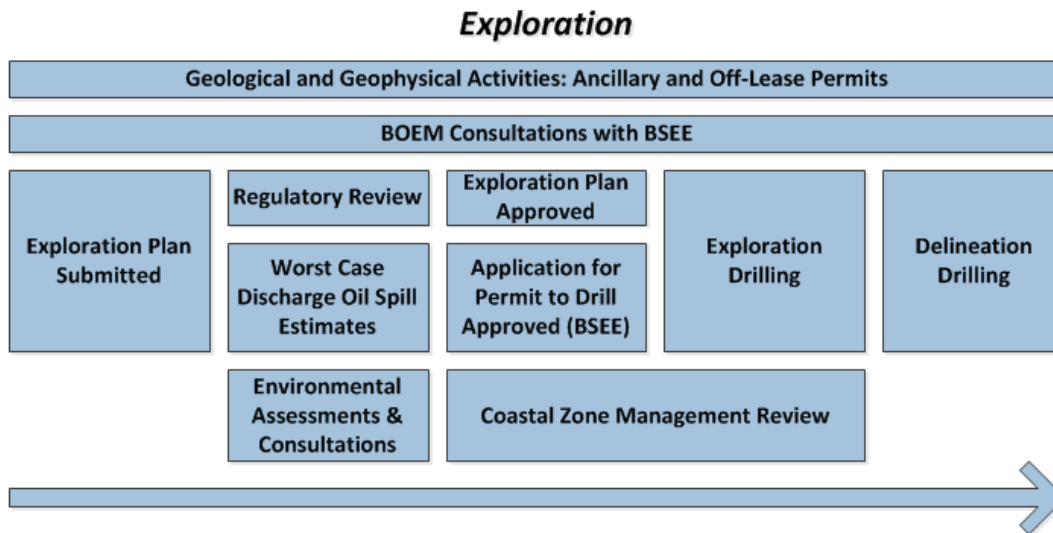 Exploration
Geological and Geophysical Activities: Ancillary and Off-Lease Permits
BOEM Consultations with BSEE
Exploration Plan
Submitted
Regulatory Review
Worst Case
Discharge Oil Spill
Estimates
Environmental
Assessments &
Consultations
Exploration Plan
Approved
Application for
Permit to Drill
Approved (BSEE)
Coastal Zone Management Review
Exploration
Drilling
Delineation
Drilling